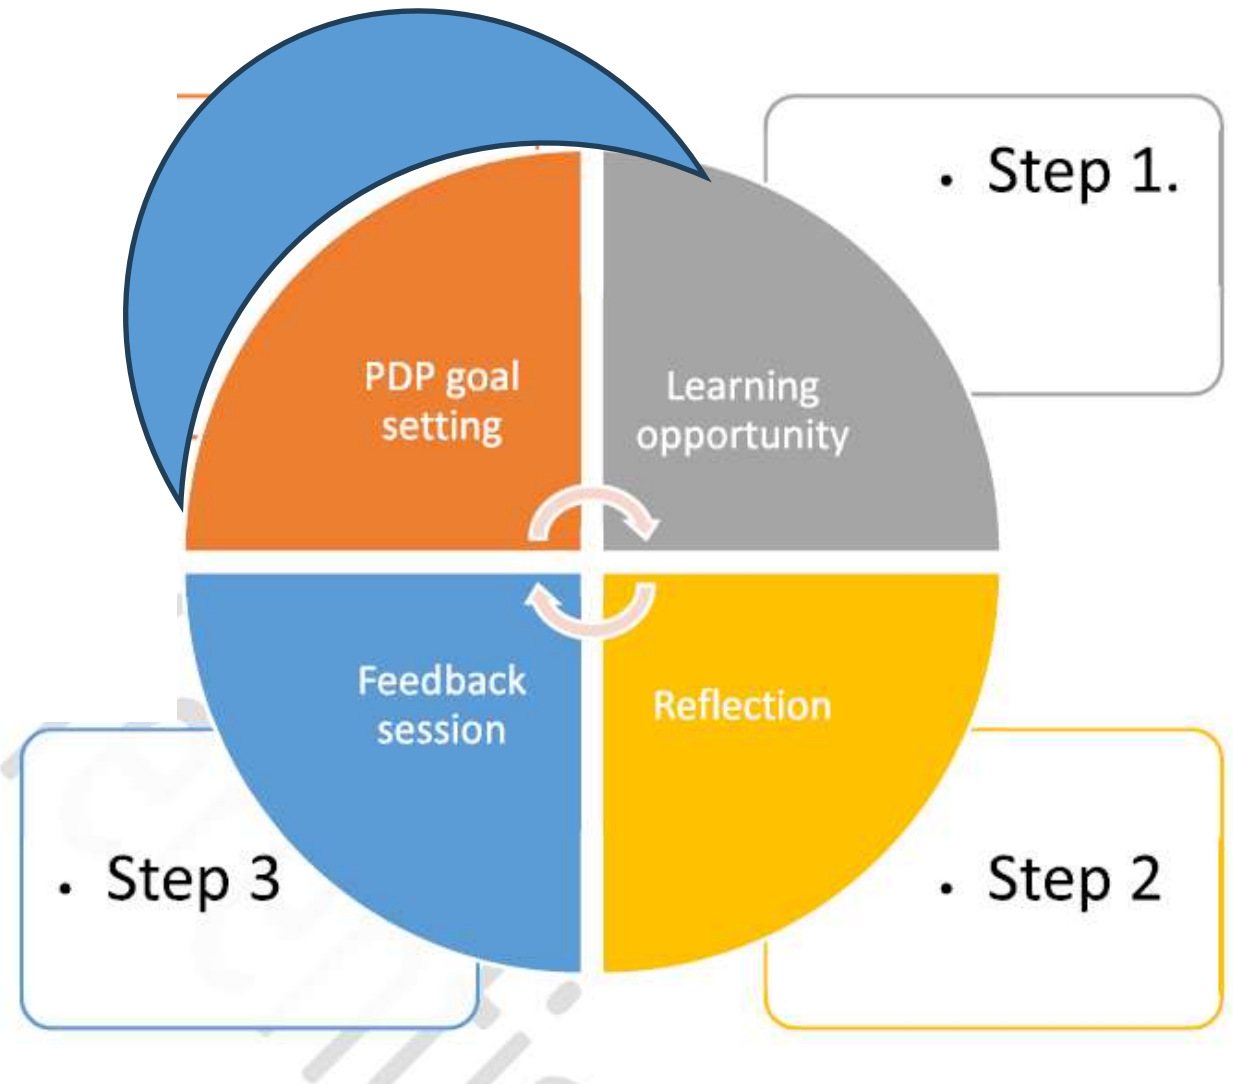 • Step 1.
PDP goal
setting
Learning
opportunity
Feedback
session
Reflection
• Step 3
• Step 2